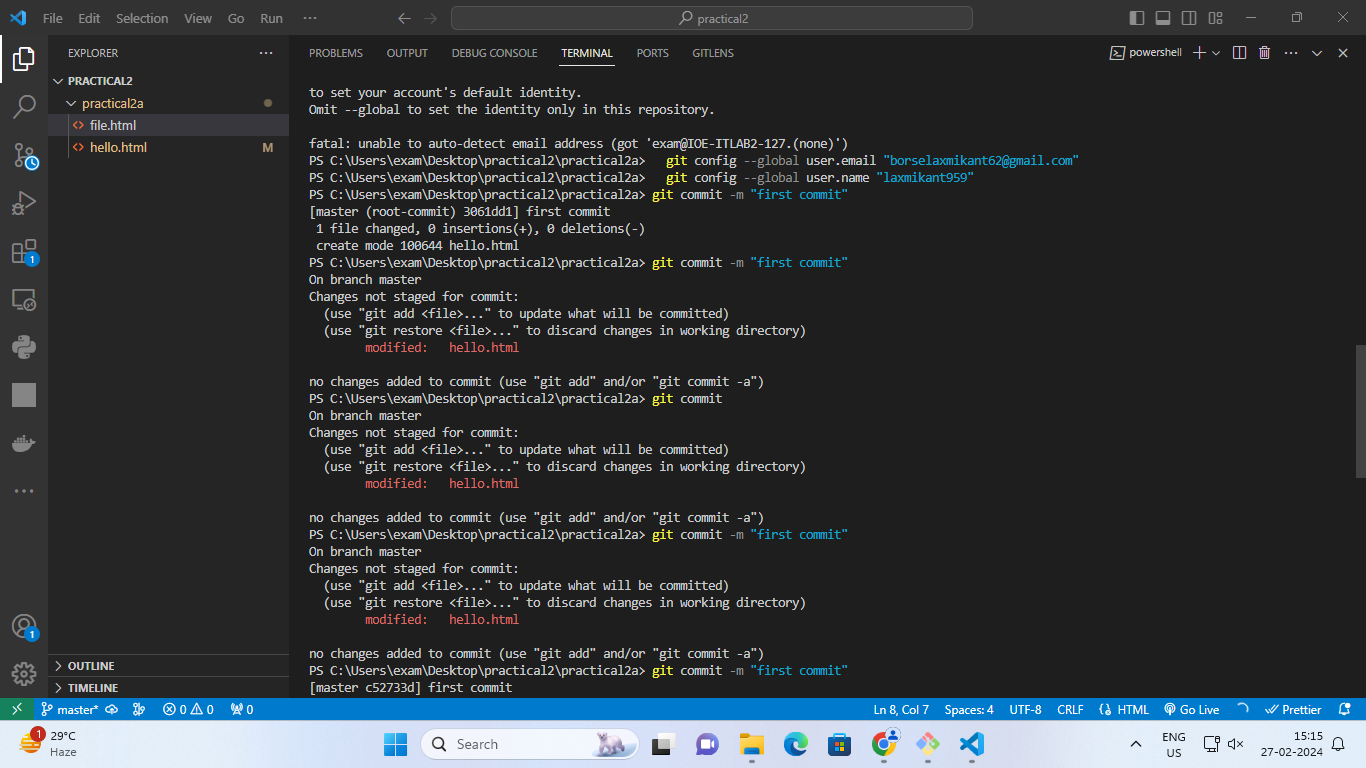 File Edit Selection View Go Run ···
practical2
EXPLORER
PRACTICAL2
practical2a
file.html
hello.html M
OUTLINE
TIMELINE
PROBLEMS OUTPUT DEBUG CONSOLE TERMINAL PORTS GITLENS
powershell
to set your account's default identity.
Omit --global to set the identity only in this repository.
fatal: unable to auto-detect email address (got 'exam@IOE-ITLAB2-127.(none)')
PS C:\Users\exam\Desktop\practical2\practical2a>   git config --global user.email "borselaxmikant62@gmail.com"
PS C:\Users\exam\Desktop\practical2\practical2a>   git config --global user.name "laxmikant959"
PS C:\Users\exam\Desktop\practical2\practical2a> git commit -m "first commit"
[master (root-commit) 3061dd1] first commit
 1 file changed, 0 insertions(+), 0 deletions(-)
 create mode 100644 hello.html
PS C:\Users\exam\Desktop\practical2\practical2a> git commit -m "first commit"
On branch master
Changes not staged for commit:
  (use "git add <file>..." to update what will be committed)
  (use "git restore <file>..." to discard changes in working directory)
        modified:   hello.html
no changes added to commit (use "git add" and/or "git commit -a")
PS C:\Users\exam\Desktop\practical2\practical2a> git commit
On branch master
Changes not staged for commit:
  (use "git add <file>..." to update what will be committed)
  (use "git restore <file>..." to discard changes in working directory)
        modified:   hello.html
no changes added to commit (use "git add" and/or "git commit -a")
PS C:\Users\exam\Desktop\practical2\practical2a> git commit -m "first commit"
On branch master
Changes not staged for commit:
  (use "git add <file>..." to update what will be committed)
  (use "git restore <file>..." to discard changes in working directory)
        modified:   hello.html
no changes added to commit (use "git add" and/or "git commit -a")
PS C:\Users\exam\Desktop\practical2\practical2a> git commit -m "first commit"
[master c52733d] first commit
1
1
master* 0 0 0 Ln 8, Col 7 Spaces: 4 UTF-8 CRLF HTML Go Live Prettier
1
29°C
Haze
Search
ENG
US
15:15
27-02-2024